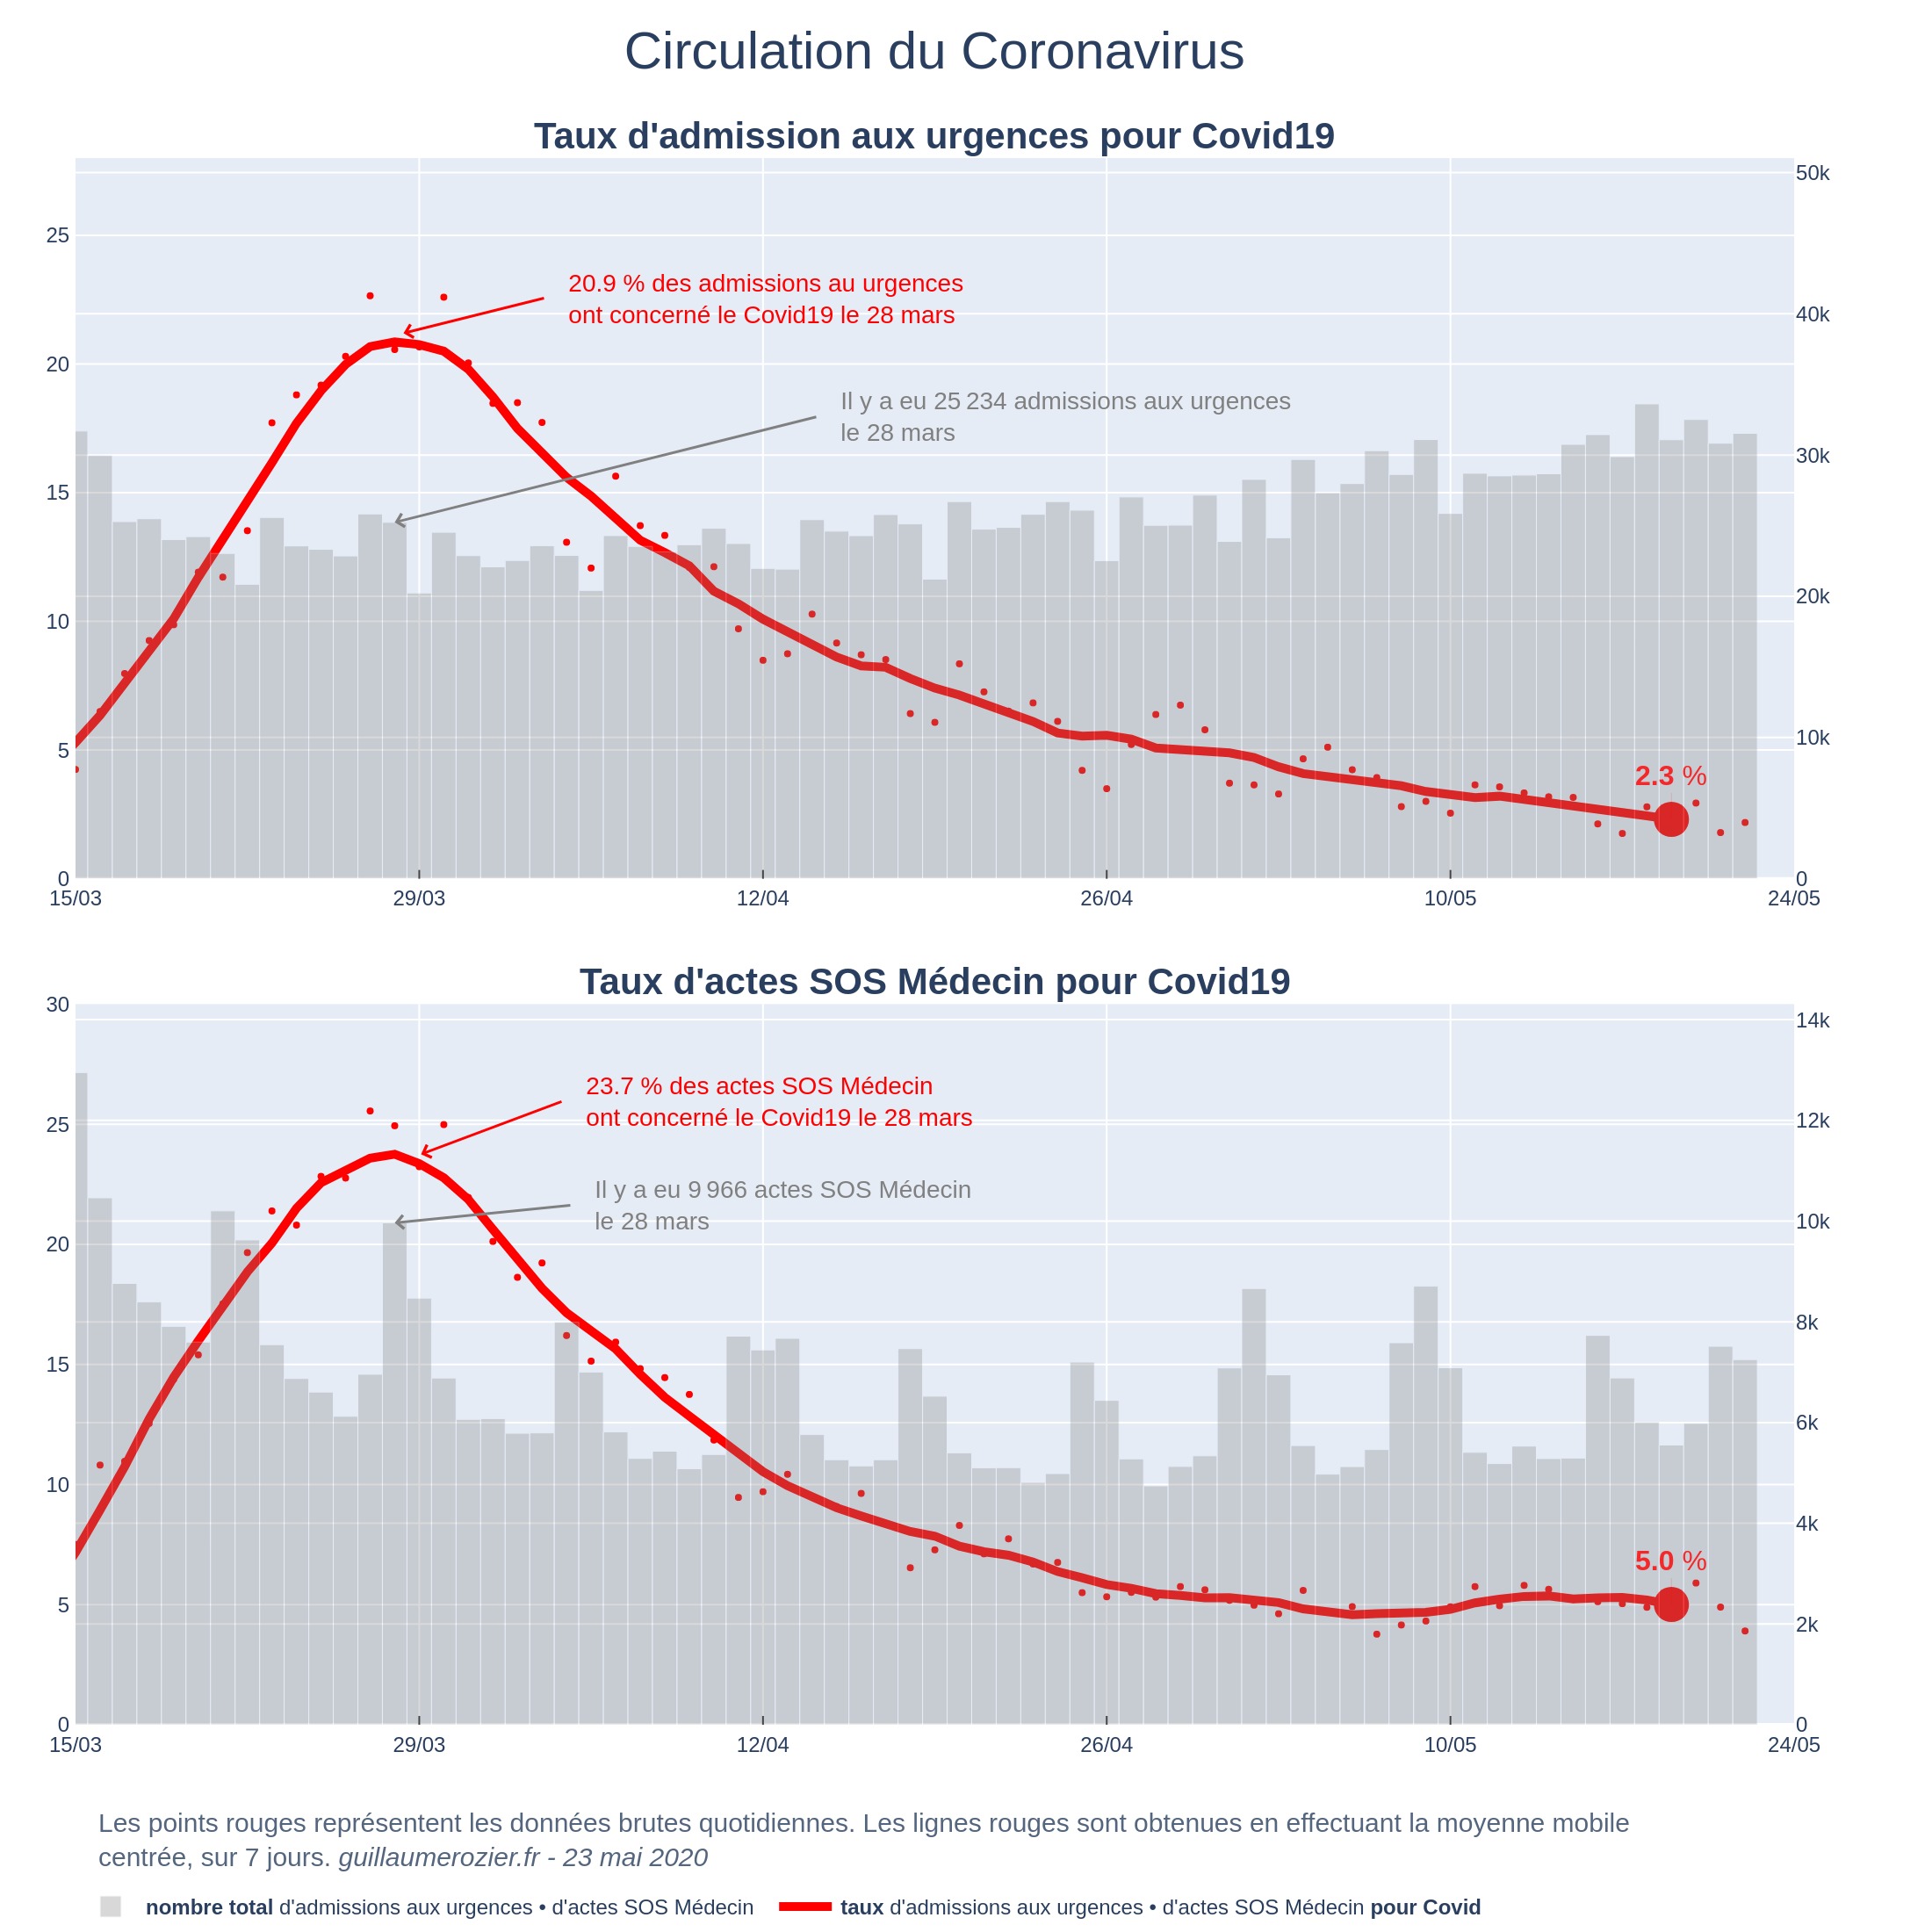 Circulation du Coronavirus
Taux d'admission aux urgences pour Covid19
50k
25
20.9 % des admissions au urgences
ont concerné le Covid19 le 28 mars
40k
20
Il y a eu 25 234 admissions aux urgences
le 28 mars
30k
15
20k
10
10k
5
2.3 %
0
0
15/03
29/03
12/04
26/04
10/05
24/05
Taux d'actes SOS Médecin pour Covid19
30
14k
23.7 % des actes SOS Médecin
ont concerné le Covid19 le 28 mars
25
12k
Il y a eu 9 966 actes SOS Médecin
le 28 mars
10k
20
8k
15
6k
10
4k
5.0 %
5
2k
0
0
15/03
29/03
12/04
26/04
10/05
24/05
Les points rouges représentent les données brutes quotidiennes. Les lignes rouges sont obtenues en effectuant la moyenne mobile
centrée, sur 7 jours. guillaumerozier.fr - 23 mai 2020
nombre total d'admissions aux urgences • d'actes SOS Médecin
taux d'admissions aux urgences • d'actes SOS Médecin pour Covid